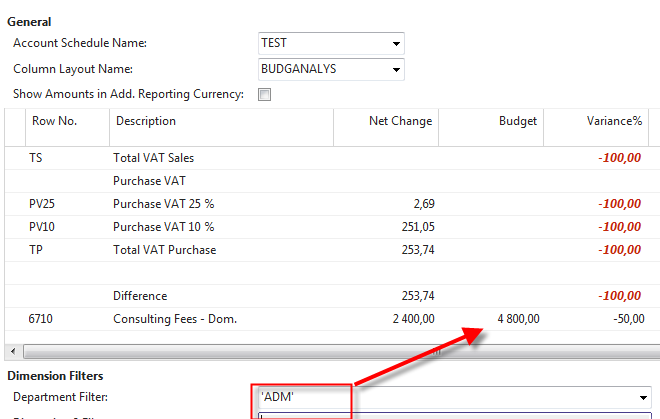 General
Account Schedule Name: TEST
Column Layout Name: BUDGANALYS
Show Amounts in Add. Reporting Currency:
Row No. Description Net Change Budget Variance%
TS Total VAT Sales -100,00
Purchase VAT
PV25 Purchase VAT 25 % 2,69 -100,00
PV10 Purchase VAT 10 % 251,05 -100,00
TP Total VAT Purchase 253,74 -100,00
Difference 253,74 -100,00
6710 Consulting Fees - Dom. 2 400,00 4 800,00 -50,00
Dimension Filters
Department Filter: 'ADM'